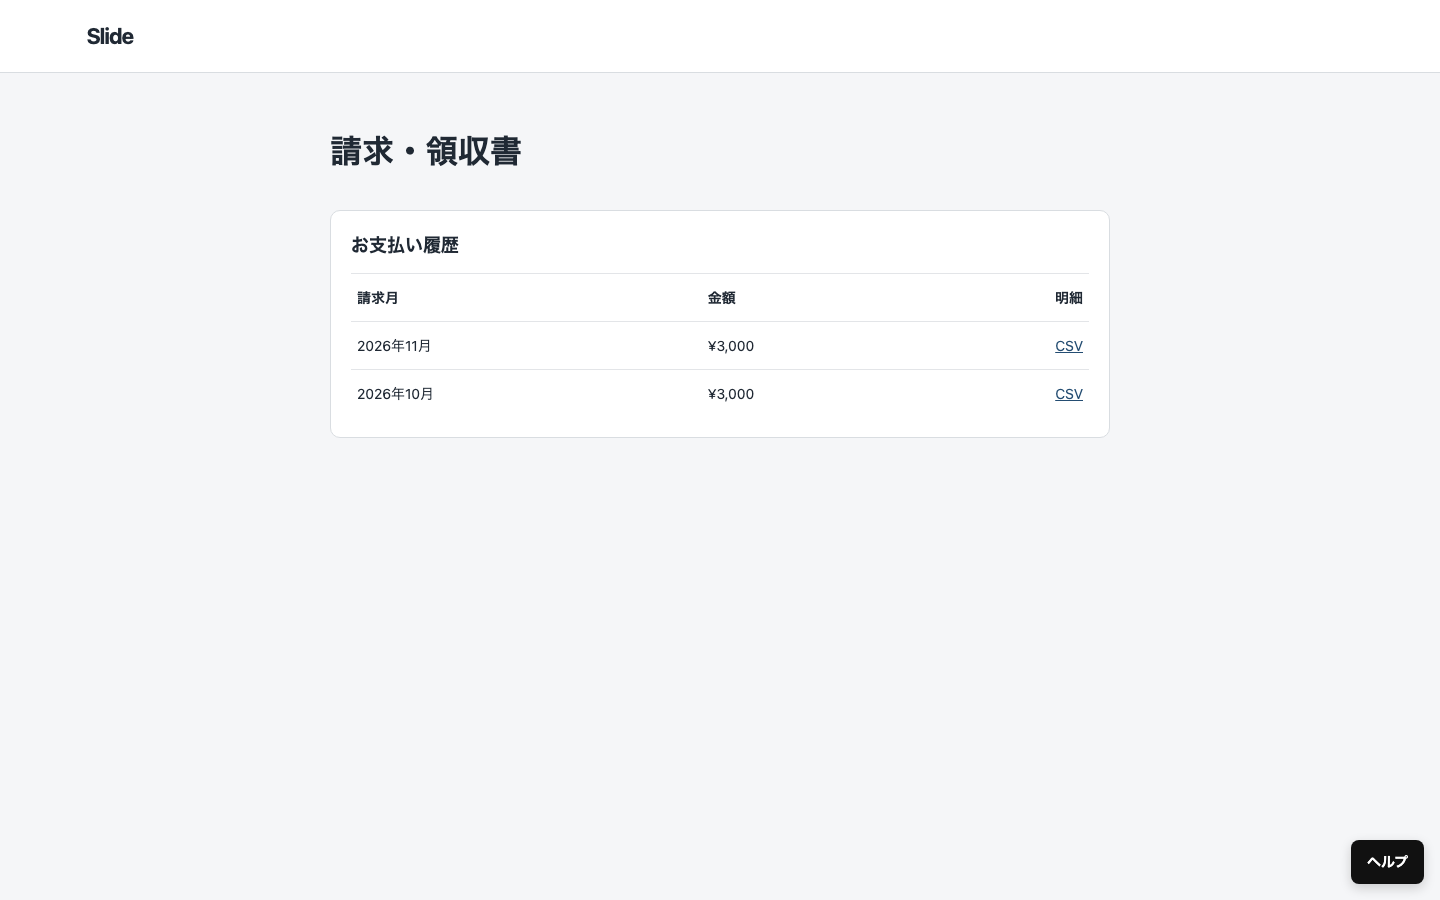 Slide
請求・領収書
お支払い履歴
請求月 金額 明細
2026年11月 ¥3,000 CSV
2026年10月 ¥3,000 CSV
ヘルプ